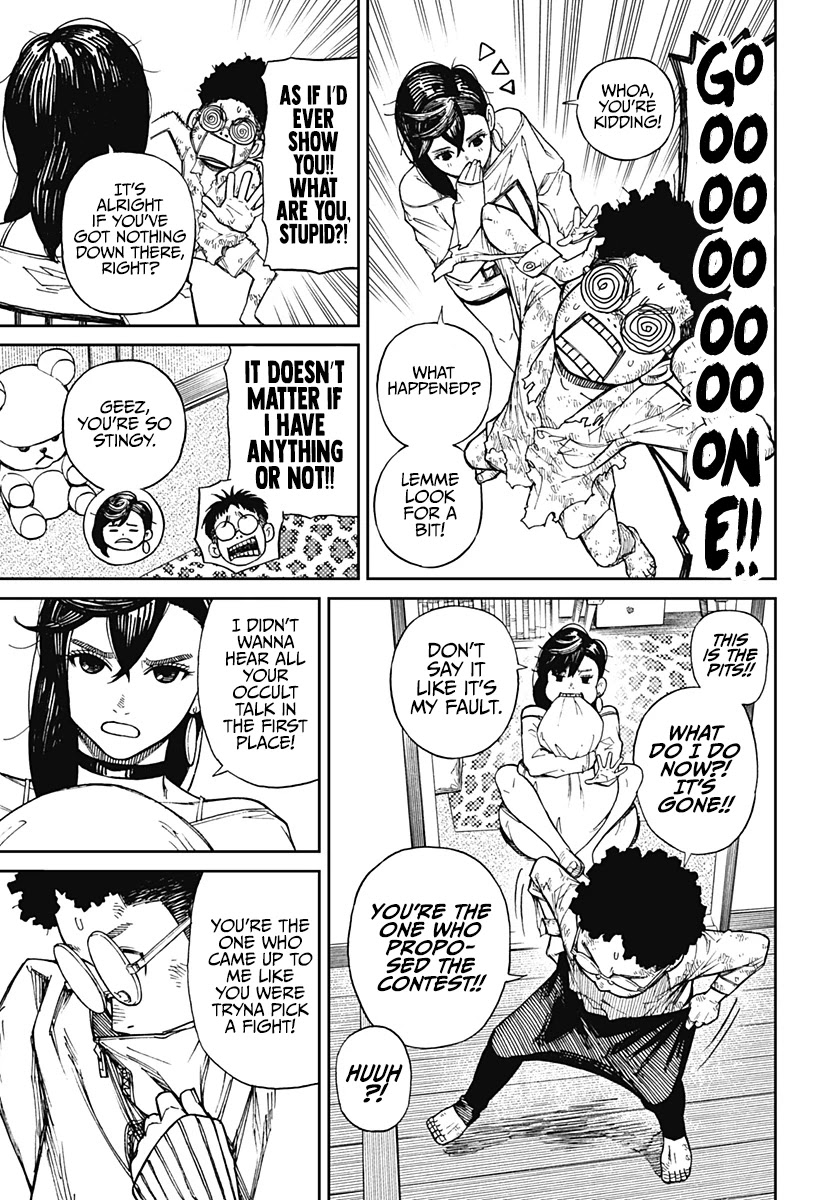 GO
OO
OO
OO
OO
OO
ON
E!!
WHOA,
YOU'RE
KIDDING!
WHAT
HAPPENED?
LEMME
LOOK
FOR A
BIT!
AS IF I'D
EVER
SHOW
YOU!!
WHAT
ARE YOU,
STUPID?!
IT'S
ALRIGHT
IF YOU'VE
GOT NOTHING
DOWN THERE,
RIGHT?
IT DOESN'T
MATTER IF
I HAVE
ANYTHING
OR NOT!!
GEEZ,
YOU'RE SO
STINGY.
THIS
IS THE
PITS!!
WHAT
DO I DO
NOW?!
IT'S
GONE!!
DON'T
SAY IT
LIKE IT'S
MY FAULT.
YOU'RE THE
ONE WHO
PROPO-
SED THE
CONTEST!!
HUUH
?!
I DIDN'T
WANNA
HEAR ALL
YOUR
OCCULT
TALK IN
THE FIRST
PLACE!
YOU'RE THE
ONE WHO
CAME UP TO
ME LIKE
YOU WERE
TRYNA PICK
A FIGHT!